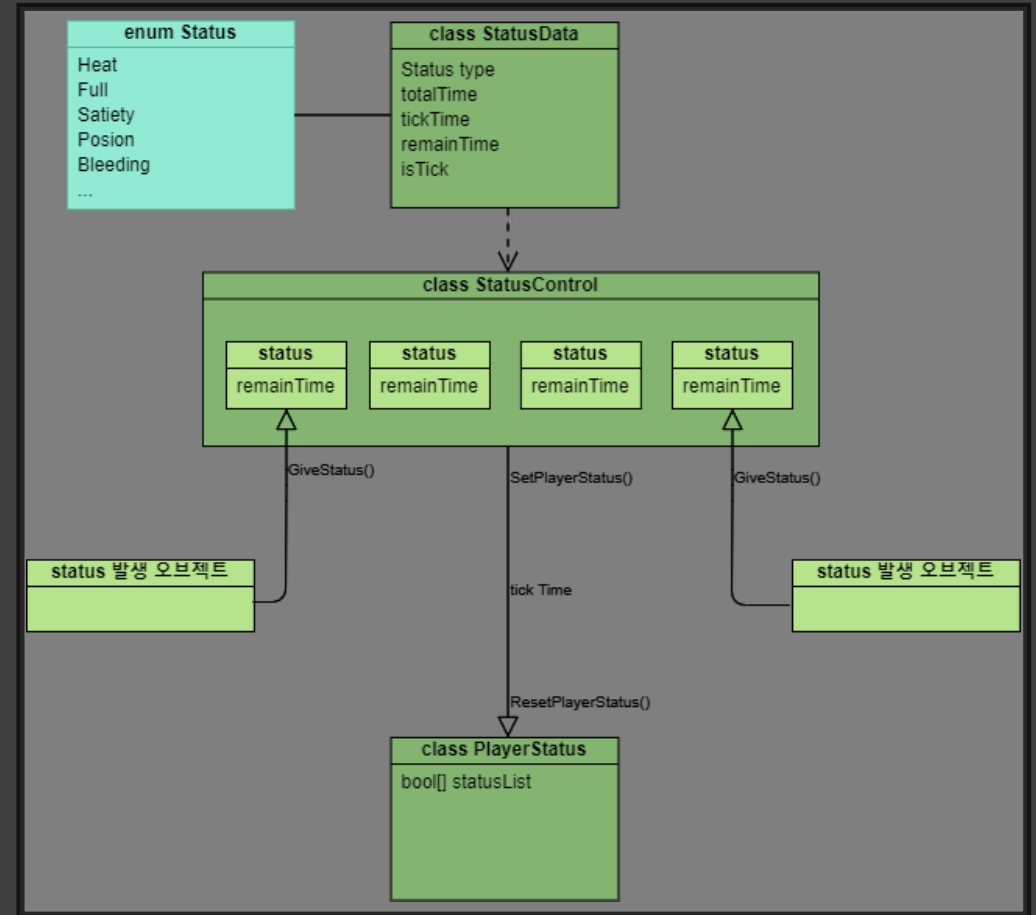 enum Status
Heat
Full
Satiety
Posion
Bleeding
...
class StatusData
Status type
totalTime
tickTime
remainTime
isTick
class StatusControl
status
remainTime
status
remainTime
status
remainTime
status
remainTime
GiveStatus()
SetPlayerStatus()
GiveStatus()
status 발생 오브젝트
status 발생 오브젝트
tick Time
ResetPlayerStatus()
class PlayerStatus
bool[] statusList